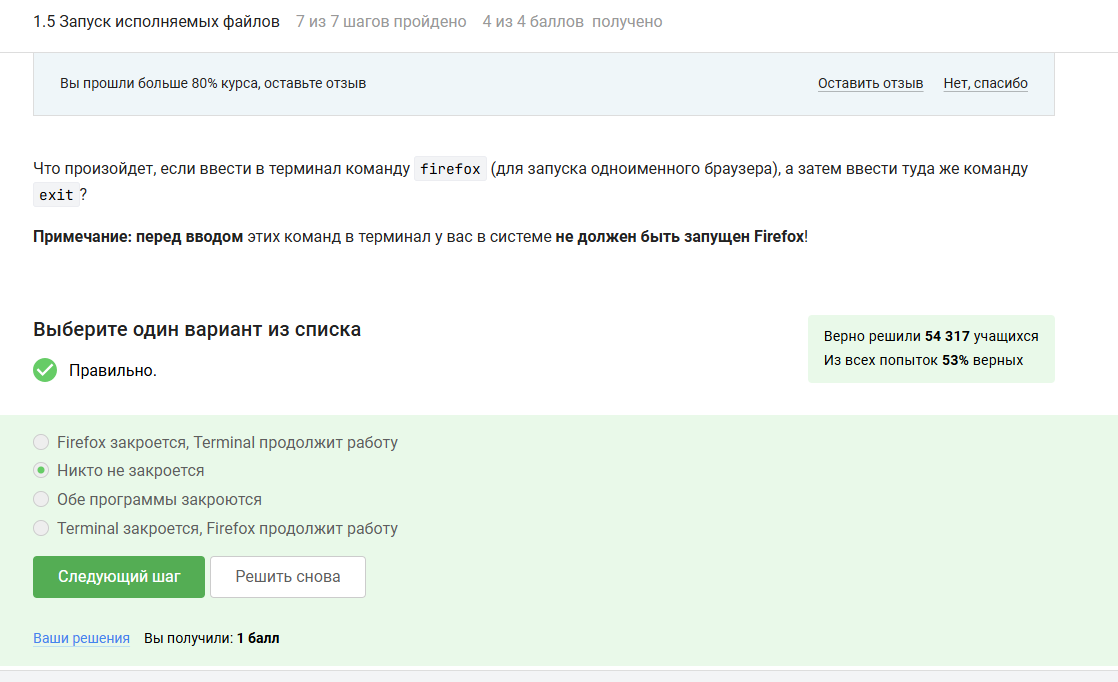 1.5 Запуск исполняемых файлов 7 из 7 шагов пройдено 4 из 4 баллов получено
Вы прошли больше 80% курса, оставьте отзыв Оставить отзыв Нет, спасибо
Что произойдет, если ввести в терминал команду firefox (для запуска одноименного браузера), а затем ввести туда же команду
exit ?
Примечание: перед вводом этих команд в терминал у вас в системе не должен быть запущен Firefox!
Выберите один вариант из списка
Правильно.
Верно решили 54 317 учащихся
Из всех попыток 53% верных
Firefox закроется, Terminal продолжит работу
Никто не закроется
Обе программы закроются
Terminal закроется, Firefox продолжит работу
Следующий шаг Решить снова
Ваши решения Вы получили: 1 балл